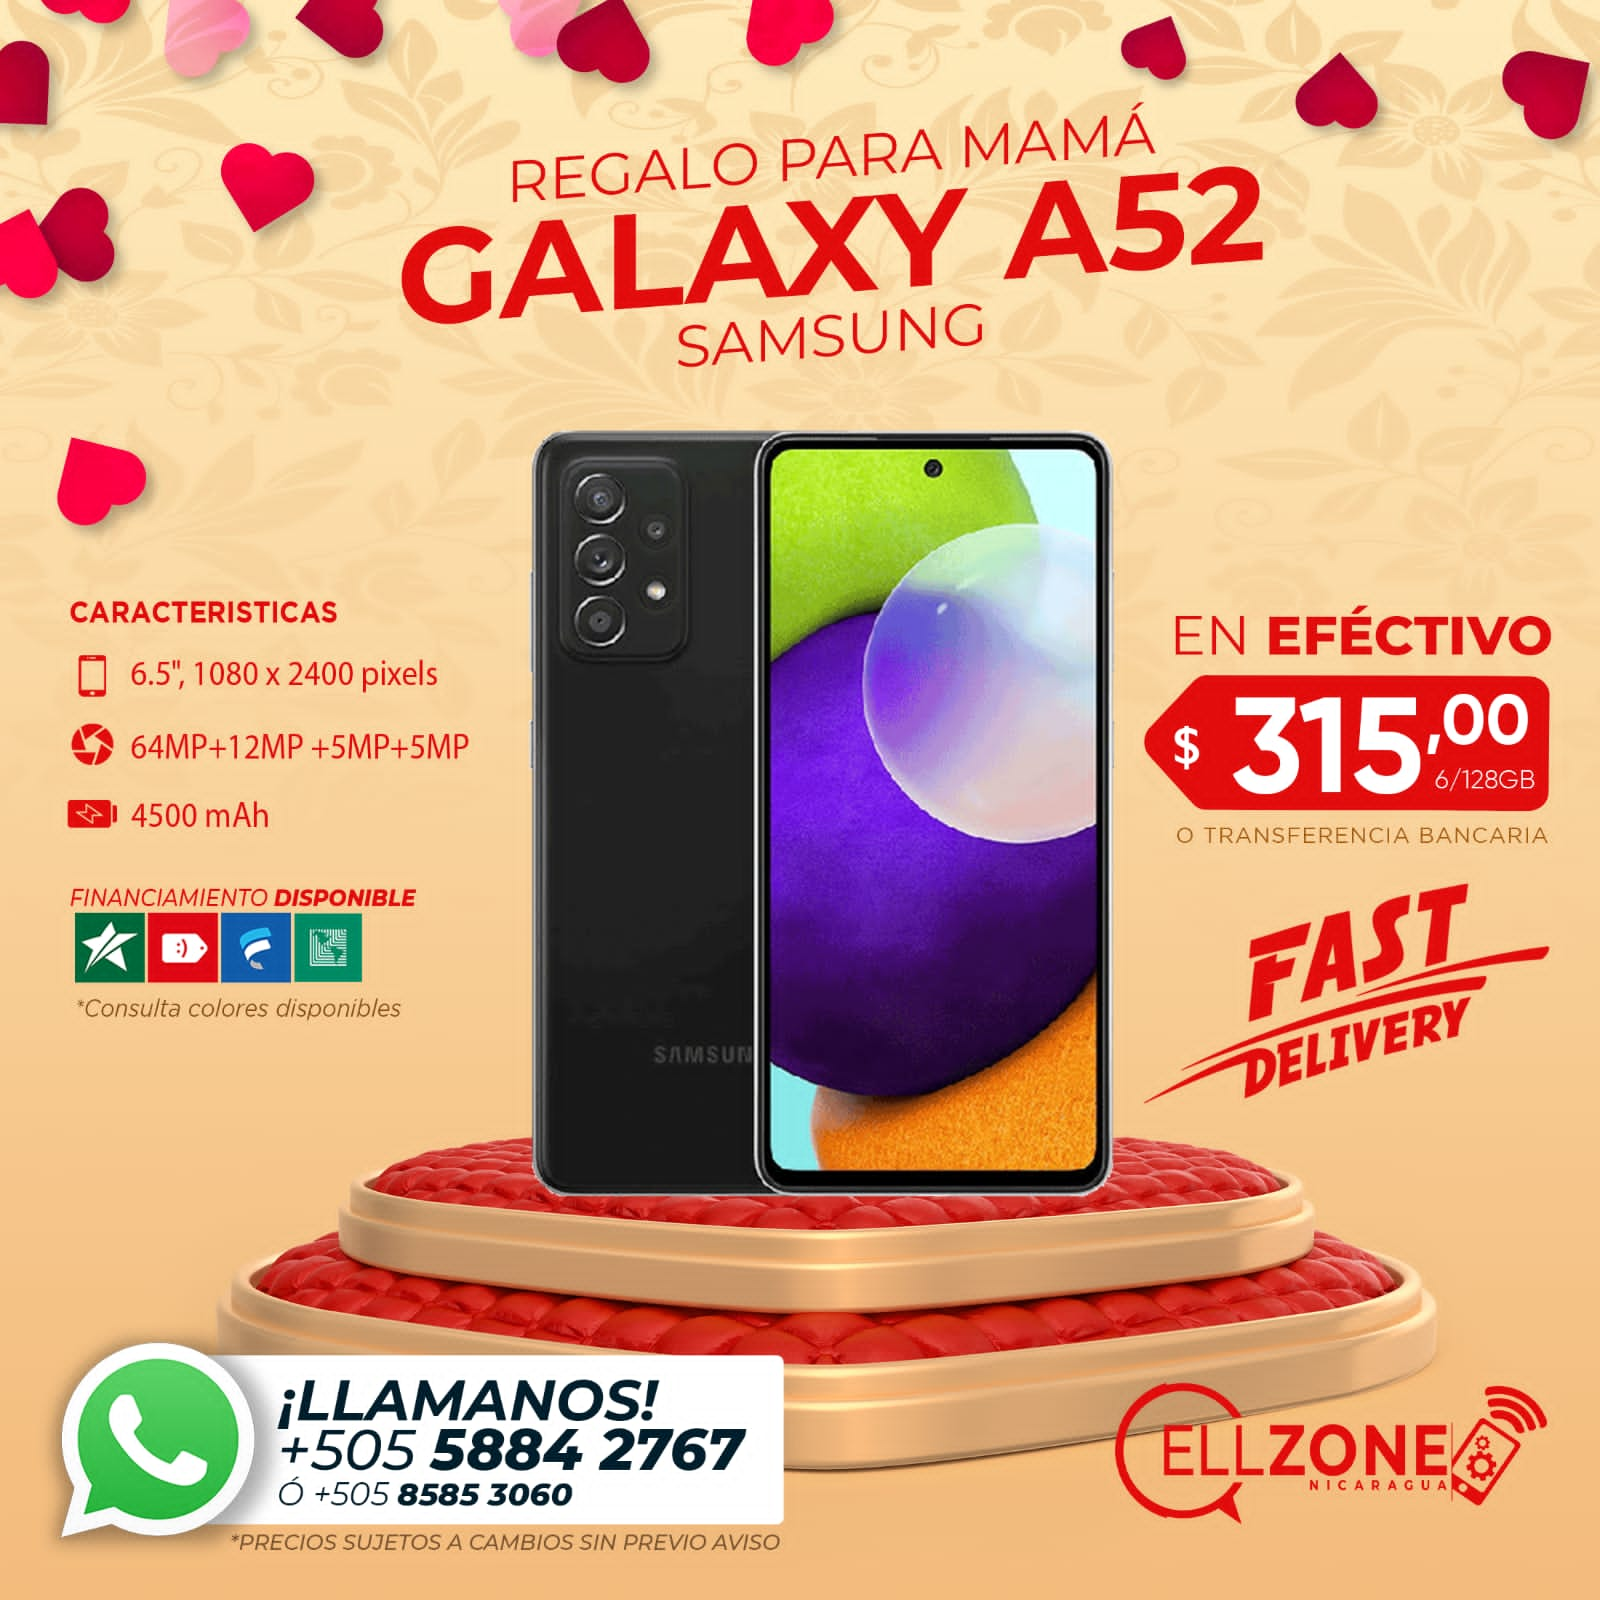 REGALO PARA MAMÁ
GALAXY A52
SAMSUNG
CARACTERISTICAS
6.5", 1080 x 2400 pixels
64MP+12MP +5MP+5MP
4500 mAh
FINANCIAMIENTO DISPONIBLE
*Consulta colores disponibles
SAMSUN
EN EFÉCTIVO
$ 315,00
6/128GB
O TRANSFERENCIA BANCARIA
FAST
DELIVERY
¡LLAMANOS!
+505 5884 2767
Ó +505 8585 3060
*PRECIOS SUJETOS A CAMBIOS SIN PREVIO AVISO
CELLZONE
NICARAGUA